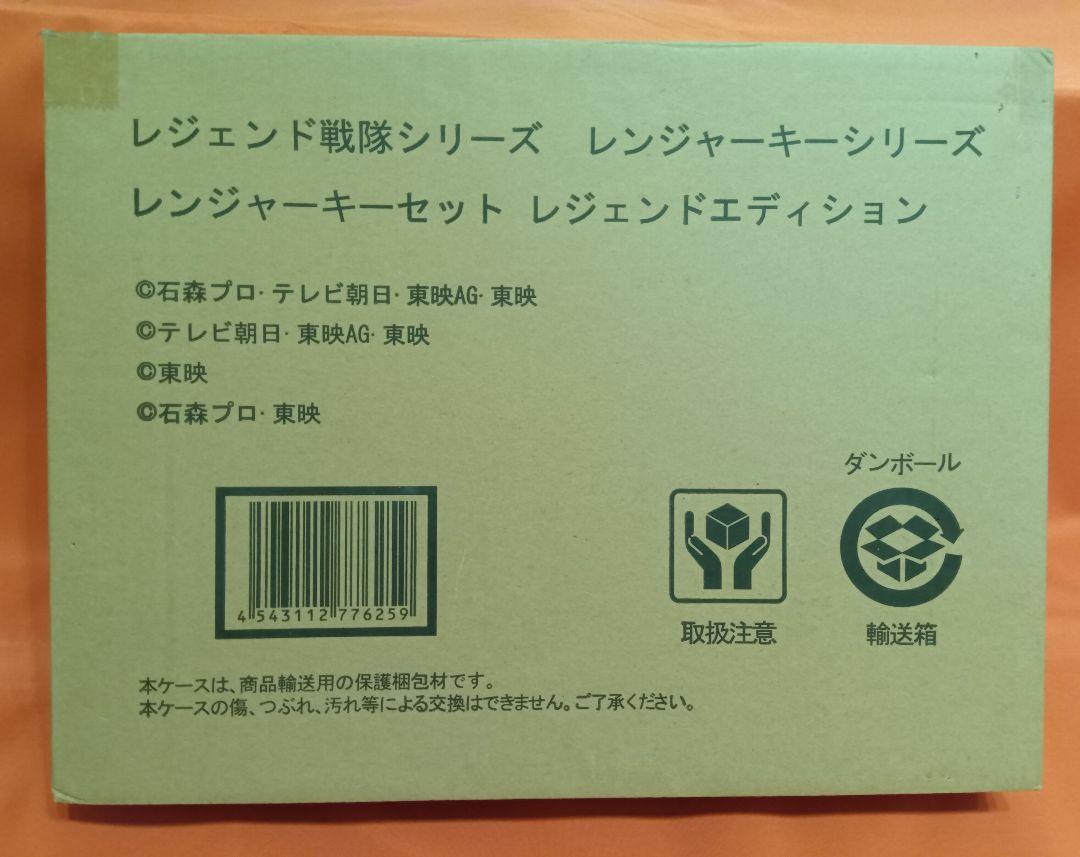 レジェンド戦隊シリーズ　レンジャーキーシリーズ
レンジャーキーセット レジェンドエディション
©石森プロ・テレビ朝日・東映AG・東映
©テレビ朝日・東映AG・東映
©東映
©石森プロ・東映
ダンボール
4 543112 776259
取扱注意
輸送箱
本ケースは、商品輸送用の保護梱包材です。
本ケースの傷、つぶれ、汚れ等による交換はできません。ご了承ください。